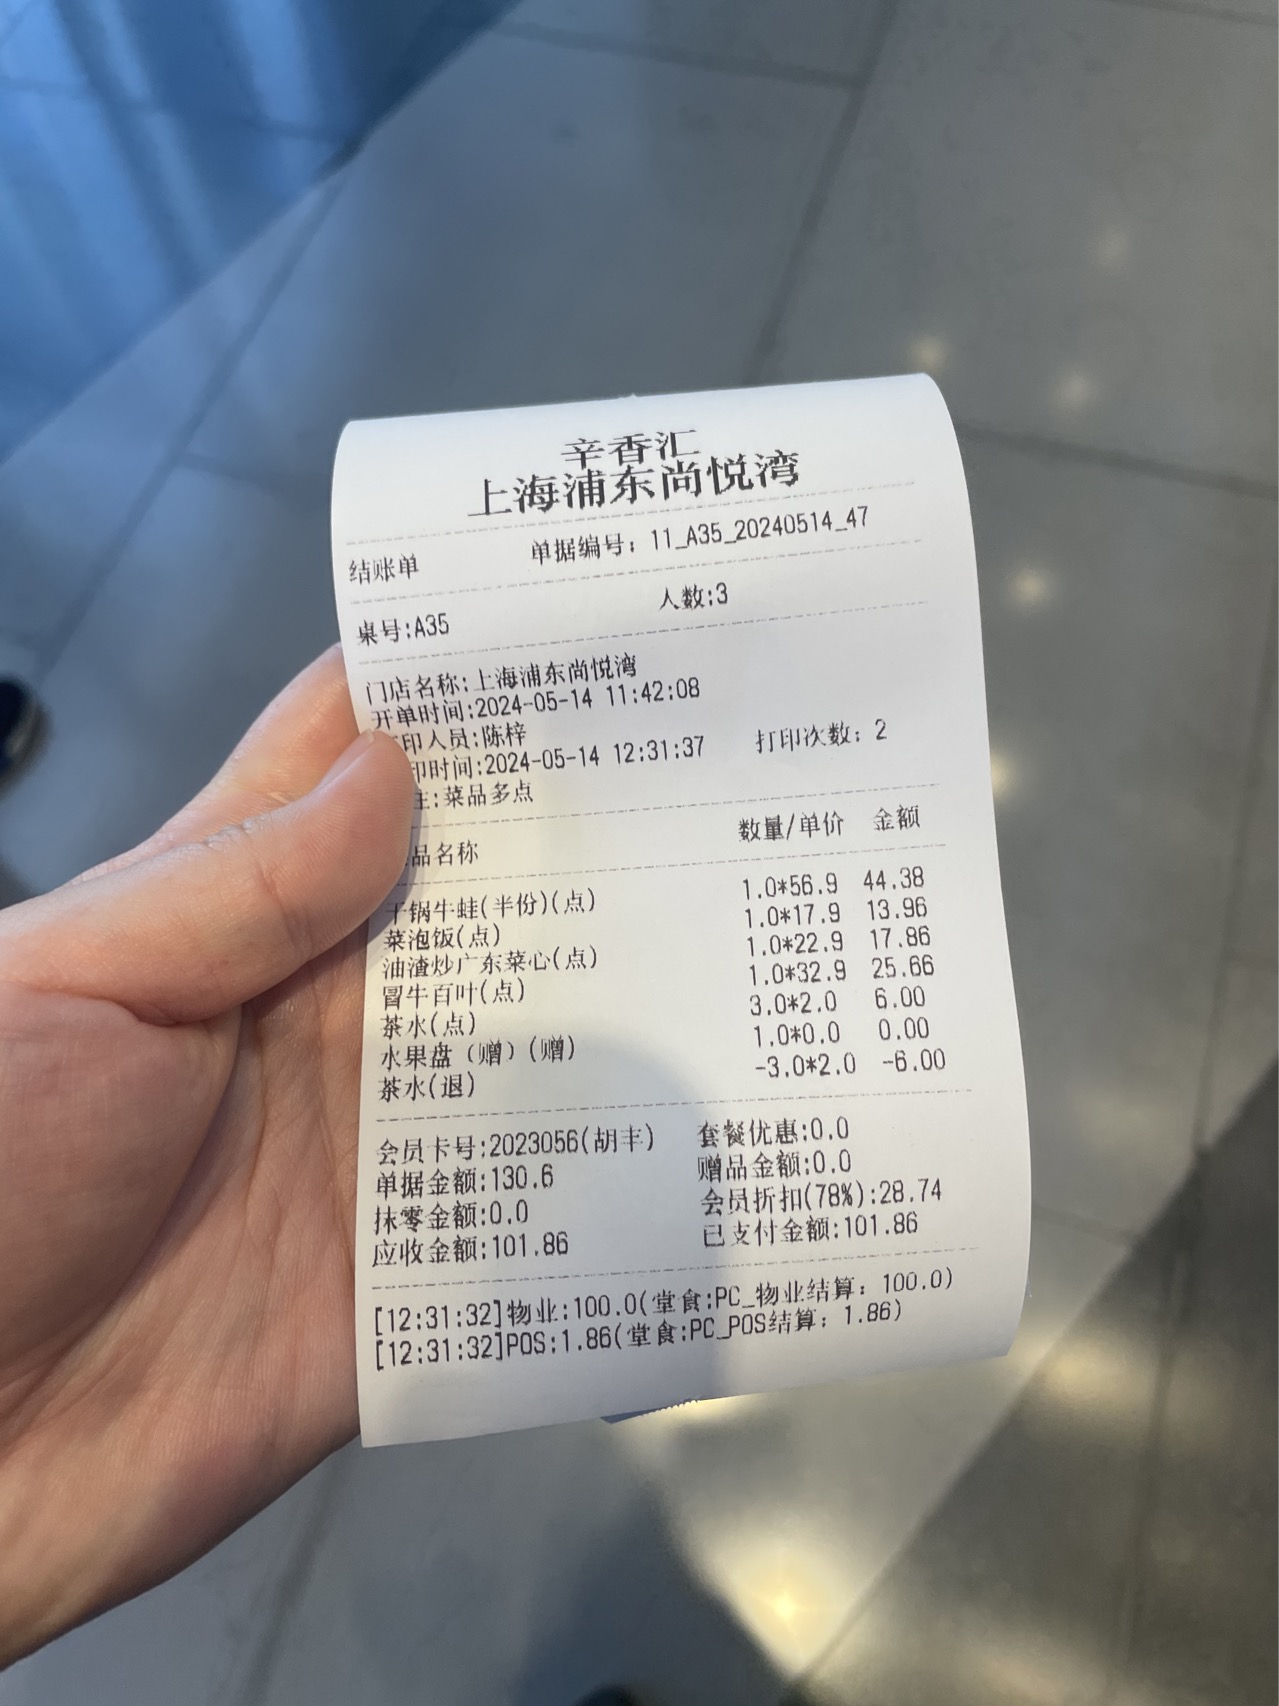 辛香汇
上海浦东尚悦湾
结账单 单据编号：11_A35_20240514_47
桌号:A35 人数:3
门店名称:上海浦东尚悦湾
开单时间:2024-05-14 11:42:08
印人员:陈梓 打印次数：2
印时间:2024-05-14 12:31:37
注:菜品多点
品名称 数量/单价 金额
干锅牛蛙(半份)(点) 1.0*56.9 44.38
菜泡饭(点) 1.0*17.9 13.96
油渣炒广东菜心(点) 1.0*22.9 17.86
冒牛百叶(点) 1.0*32.9 25.66
茶水(点) 3.0*2.0 6.00
水果盘（赠）(赠) 1.0*0.0 0.00
茶水(退) -3.0*2.0 -6.00
会员卡号:2023056(胡丰) 套餐优惠:0.0
单据金额:130.6 赠品金额:0.0
抹零金额:0.0 会员折扣(78%):28.74
应收金额:101.86 已支付金额:101.86
[12:31:32]物业:100.0(堂食:PC_物业结算：100.0)
[12:31:32]POS:1.86(堂食:PC_POS结算：1.86)